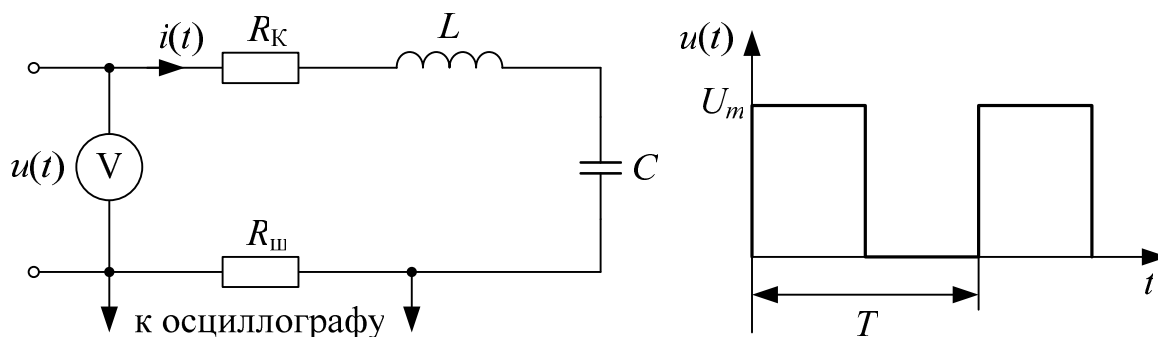 i(t)
R_К
L
u(t)
V
C
R_ш
к осциллографу
u(t)
U_m
t
T